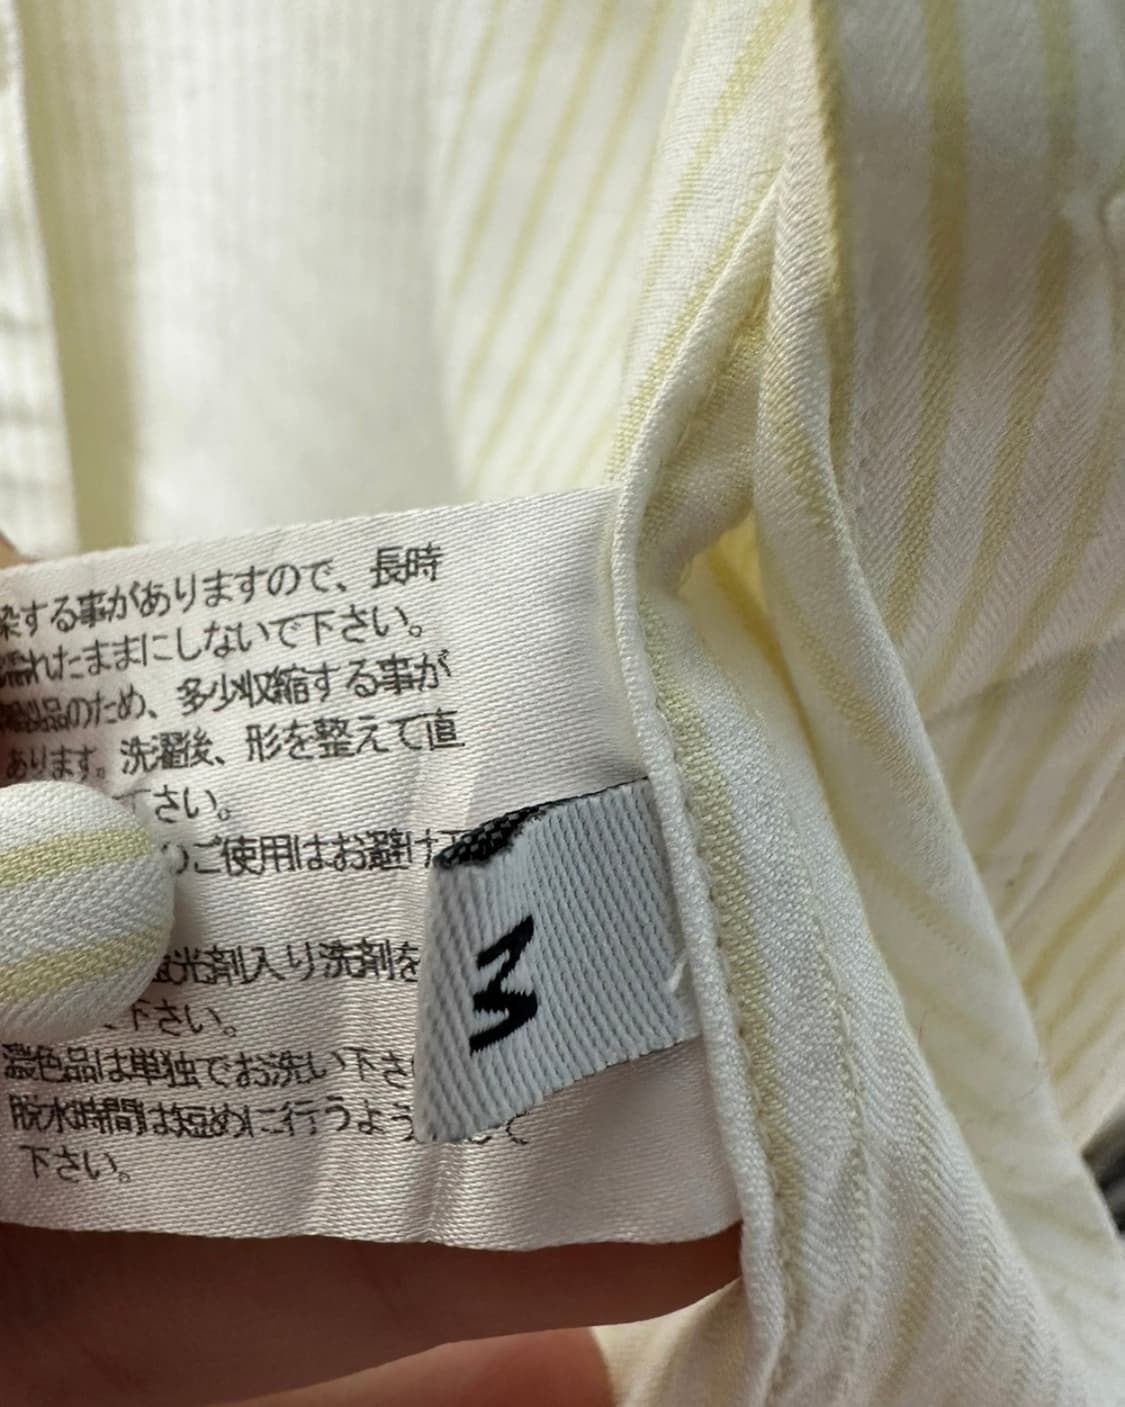 染する事がありますので、長時
濡れたままにしないで下さい。
製品のため、多少収縮する事が
あります。洗濯後、形を整えて直
下さい。
のご使用はお避け下
蛍光剤入り洗剤を
下さい。
濃色品は単独でお洗い下さ
脱水時間は短めに行うよう して
下さい。
M